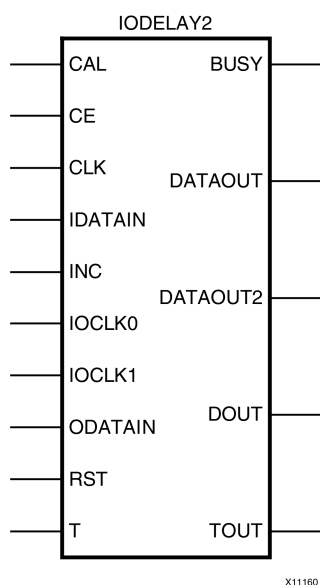 IODELAY2
CAL
BUSY
CE
CLK
DATAOUT
IDATAIN
INC
DATAOUT2
IOCLK0
IOCLK1
DOUT
ODATAIN
RST
T
TOUT
X11160